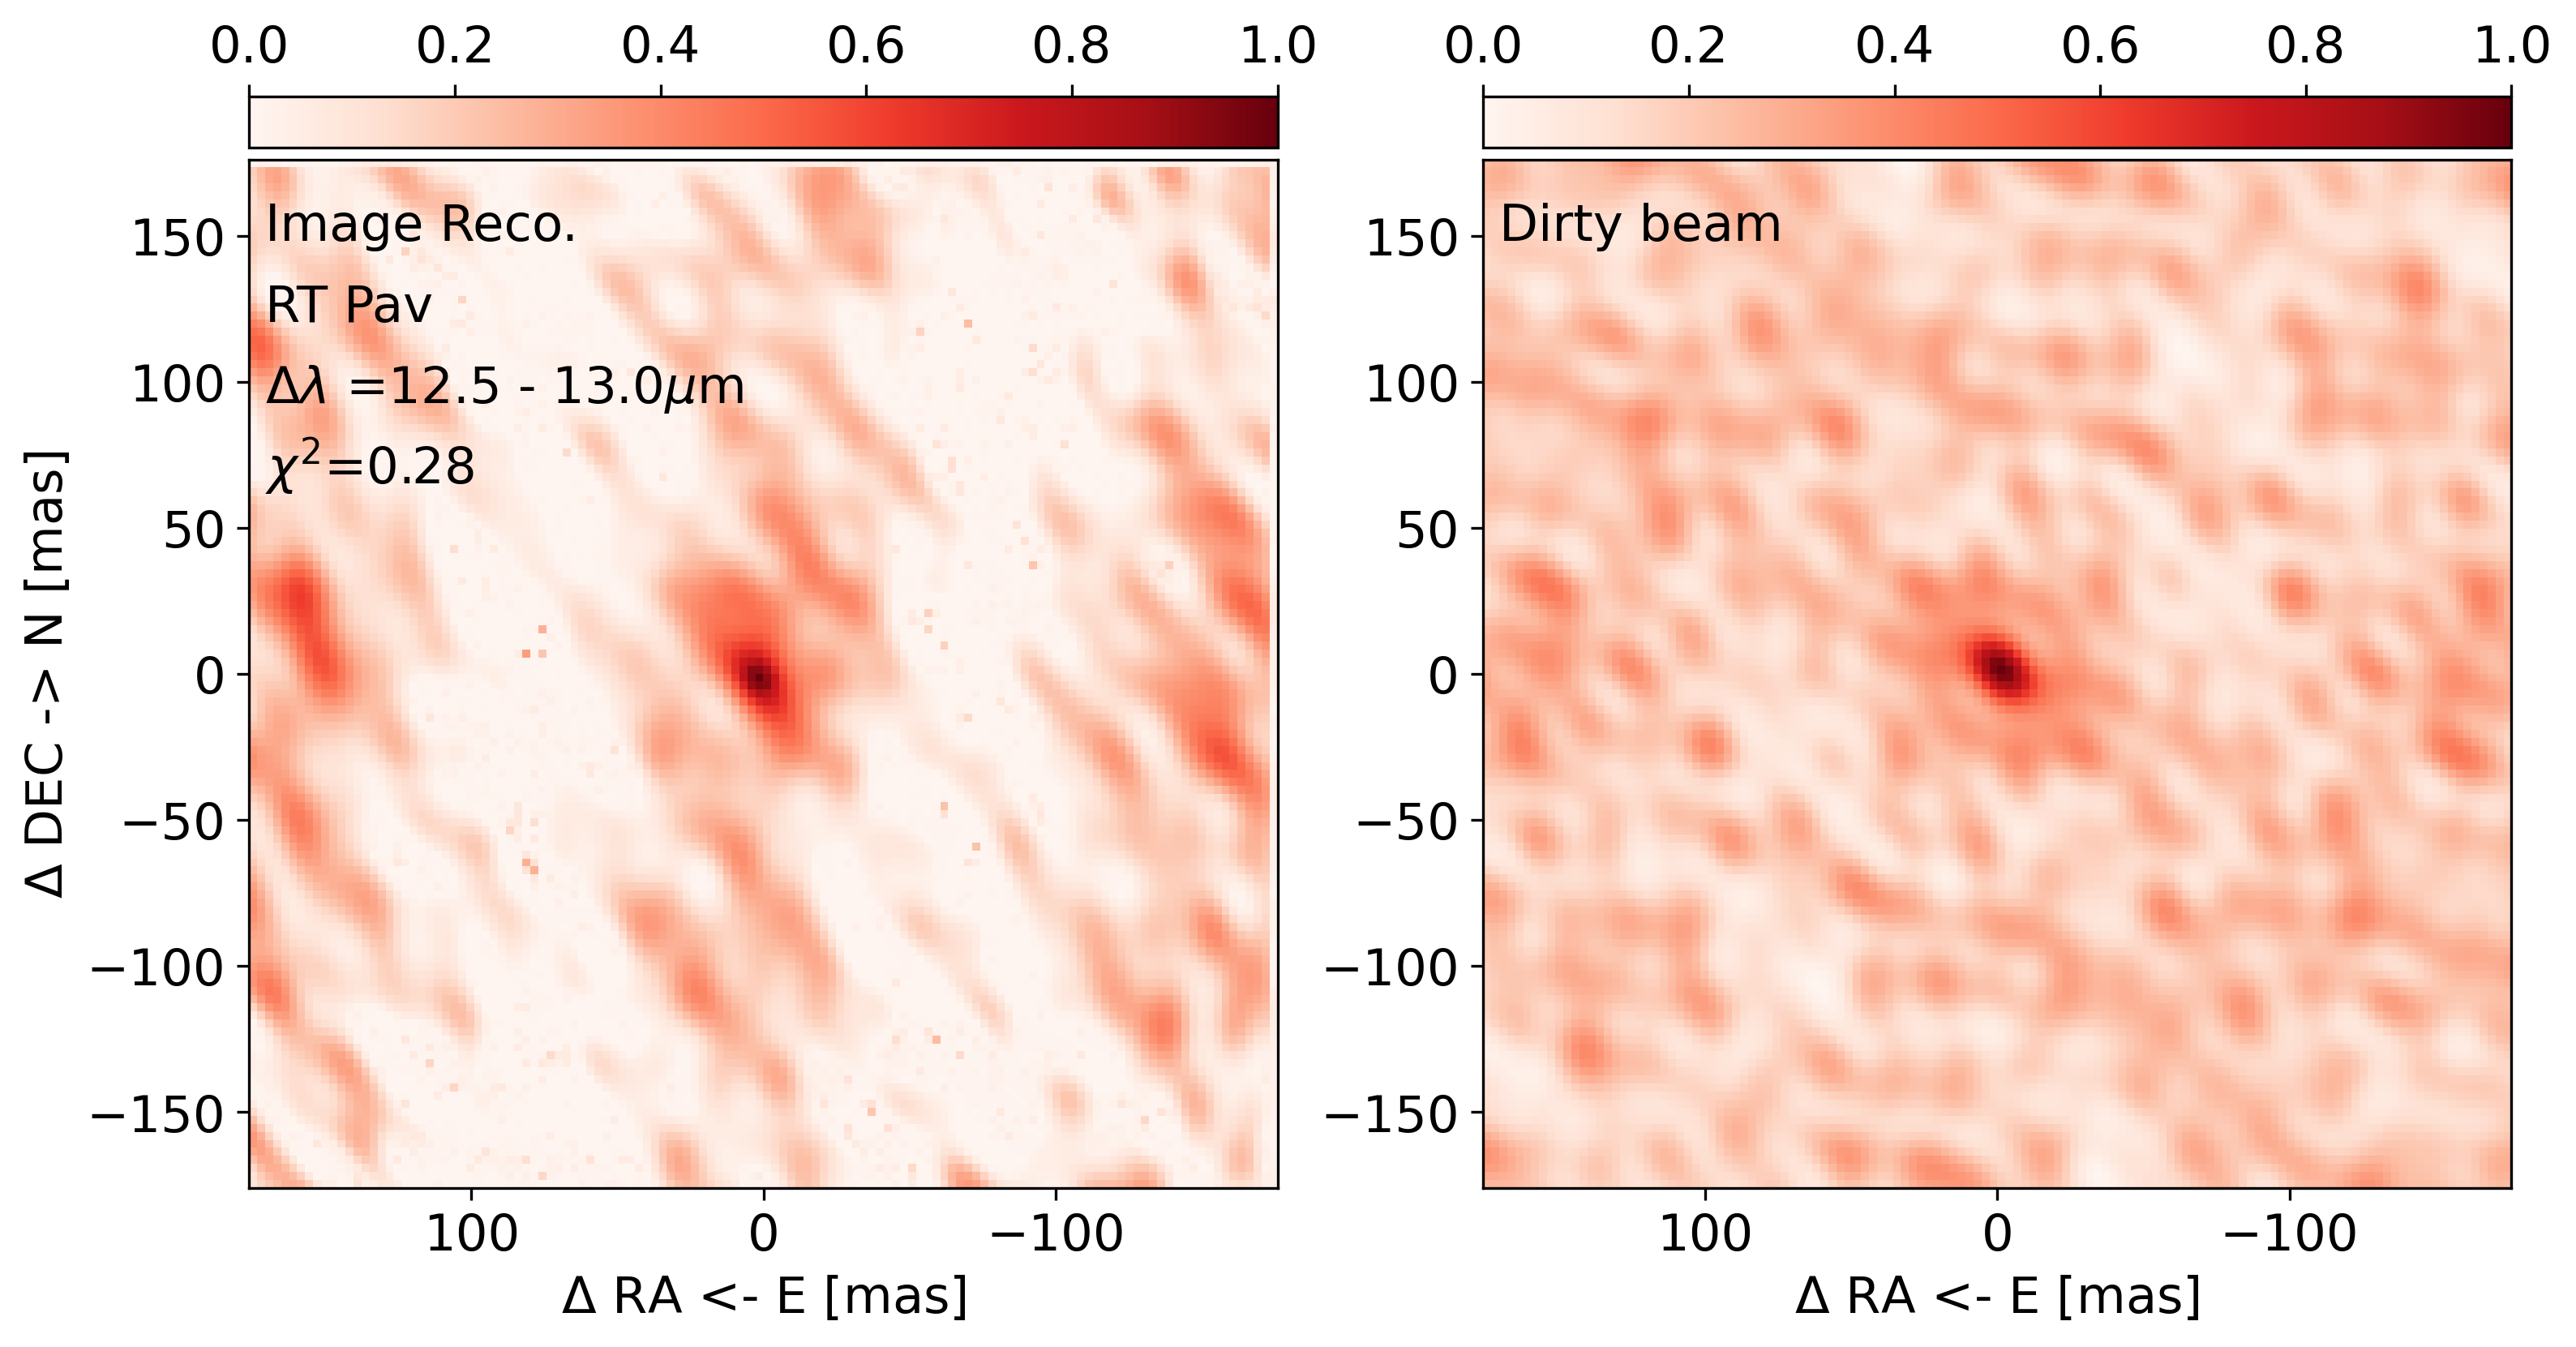 0.0 0.2 0.4 0.6 0.8 1.0
0.0 0.2 0.4 0.6 0.8 1.0
Image Reco.
RT Pav
Δλ =12.5 - 13.0μm
χ²=0.28
Dirty beam
150
100
50
0
−50
−100
−150
150
100
50
0
−50
−100
−150
Δ DEC -> N [mas]
100 0 −100
100 0 −100
Δ RA <- E [mas]
Δ RA <- E [mas]